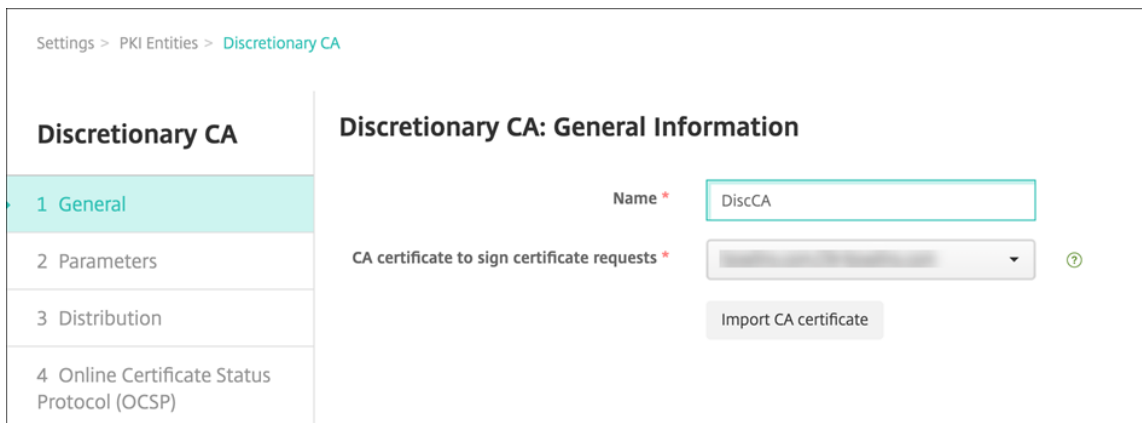 Settings > PKI Entities > Discretionary CA
Discretionary CA
1 General
2 Parameters
3 Distribution
4 Online Certificate Status
Protocol (OCSP)
Discretionary CA: General Information
Name *
DiscCA
CA certificate to sign certificate requests *
?
Import CA certificate